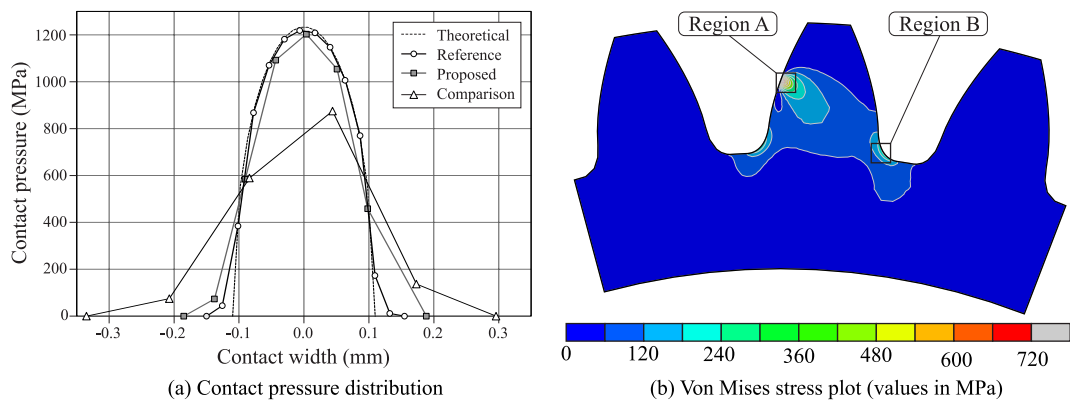 Contact pressure (MPa)
1200
1000
800
600
400
200
0
-0.3
-0.2
-0.1
0.0
0.1
0.2
0.3
Contact width (mm)
Theoretical
Reference
Proposed
Comparison
(a) Contact pressure distribution
Region A
Region B
0
120
240
360
480
600
720
(b) Von Mises stress plot (values in MPa)